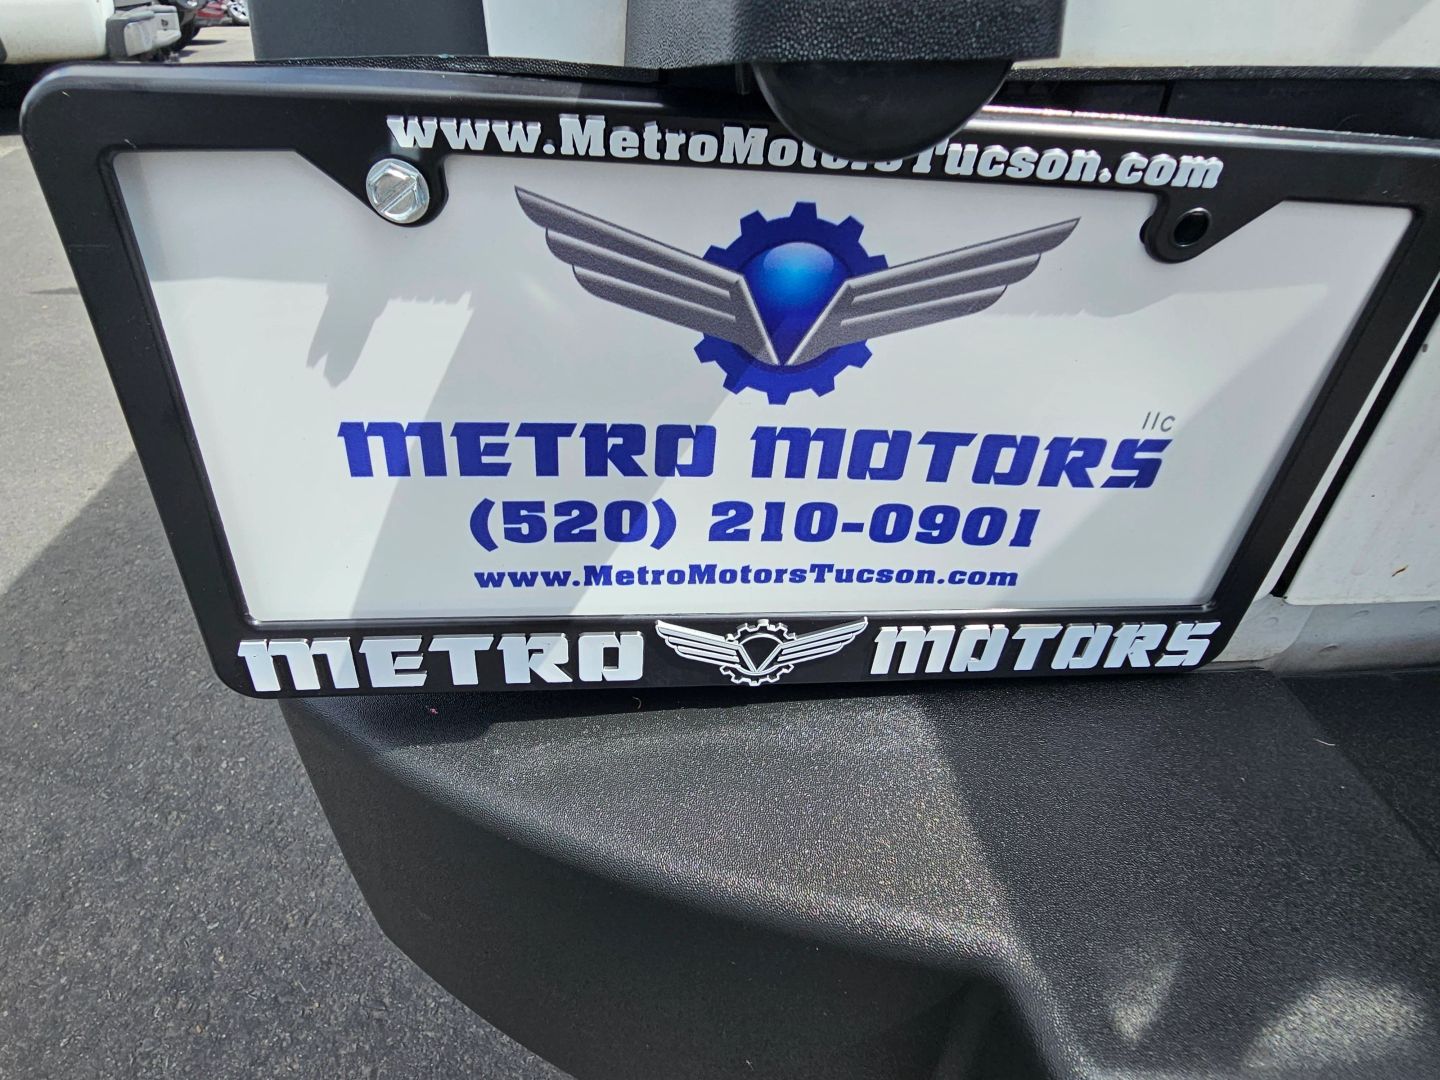 www.MetroMotorsTucson.com
METRO MOTORS LLC
(520) 210-0901
www.MetroMotorsTucson.com
METRO MOTORS